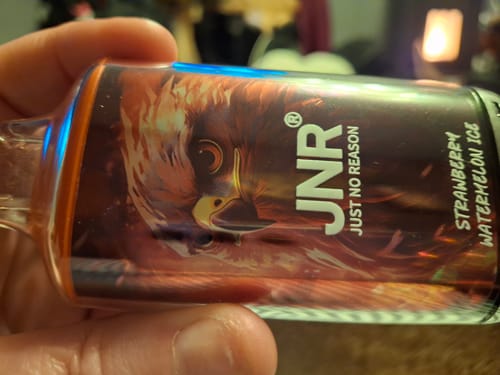 JNR®
JUST NO REASON
STRAWBERRY
WATERMELON ICE